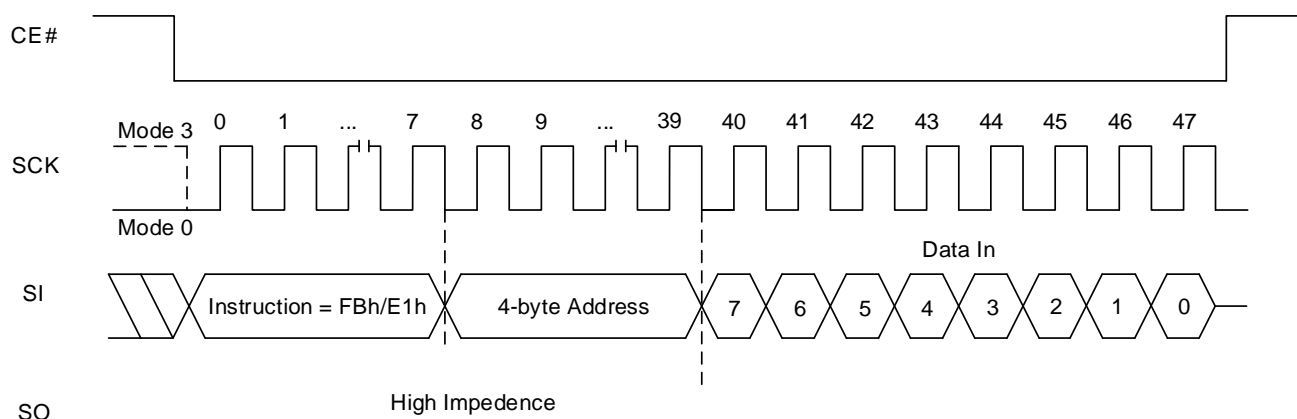 CE#
0 1 ... 7 8 9 ... 39 40 41 42 43 44 45 46 47
Mode 3
SCK
Mode 0
Data In
SI
Instruction = FBh/E1h 4-byte Address 7 6 5 4 3 2 1 0
High Impedence
SO